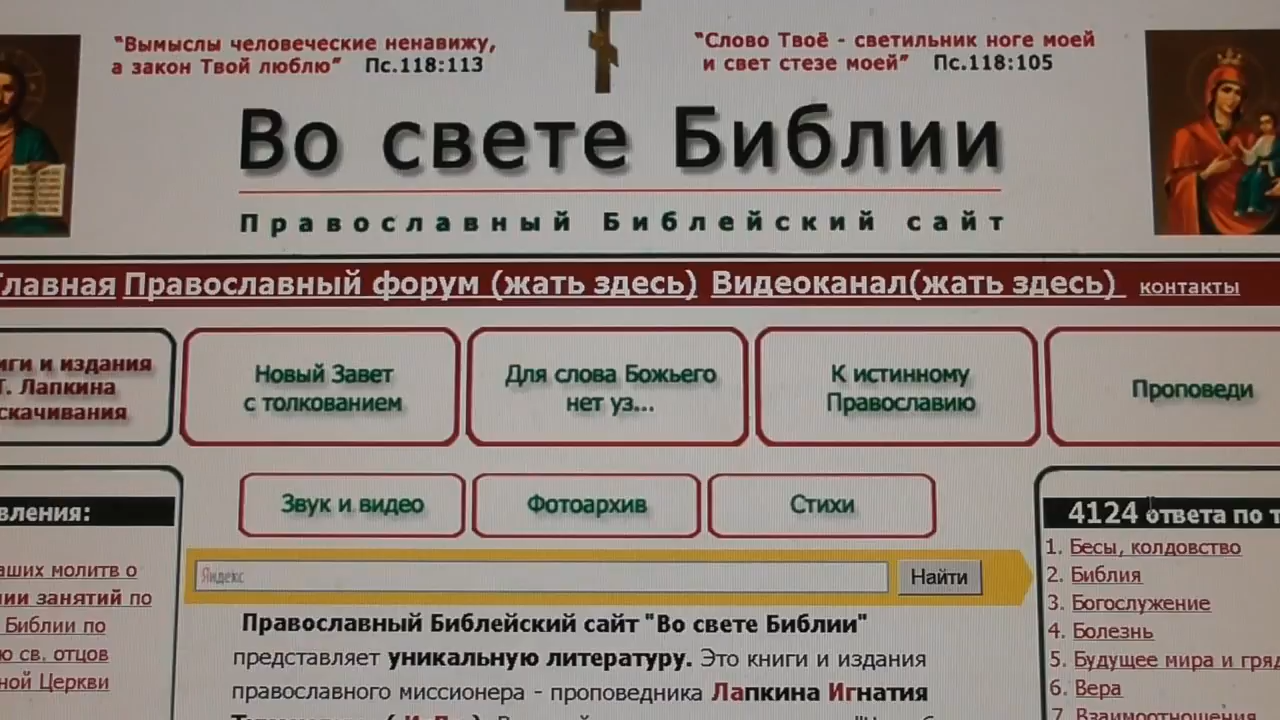 "Вымыслы человеческие ненавижу,
а закон Твой люблю" Пс.118:113
"Слово Твоё - светильник ноге моей
и свет стезе моей" Пс.118:105
Во свете Библии
Православный Библейский сайт
Главная Православный форум (жать здесь) Видеоканал(жать здесь) контакты
иги и издания
Т. Лапкина
скачивания
Новый Завет
с толкованием
Для слова Божьего
нет уз...
К истинному
Православию
Проповеди
Звук и видео
Фотоархив
Стихи
вления:
аших молитв о
нии занятий по
Библии по
ю св. отцов
ной Церкви
Яндекс
Найти
Православный Библейский сайт "Во свете Библии"
представляет уникальную литературу. Это книги и издания
православного миссионера - проповедника Лапкина Игнатия
4124 ответа по т
1. Бесы, колдовство
2. Библия
3. Богослужение
4. Болезнь
5. Будущее мира и гряд
6. Вера
7. Взаимоотношения